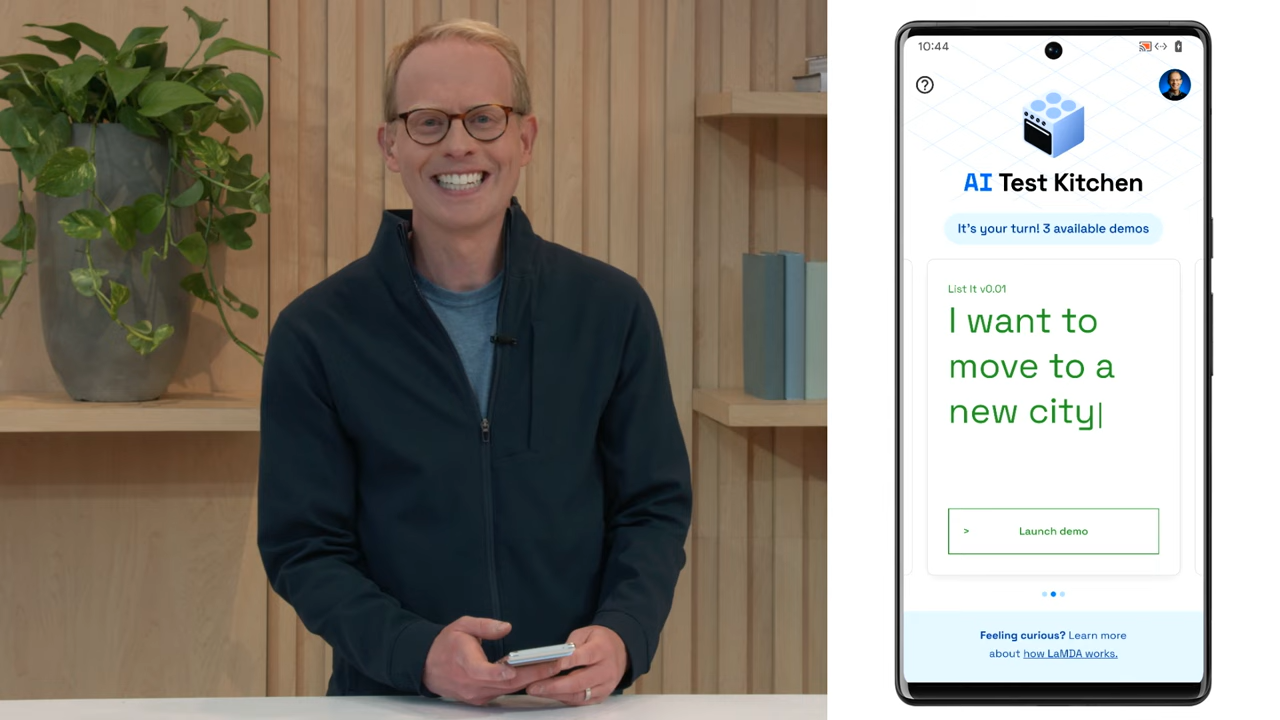 10:44
AI Test Kitchen
It's your turn! 3 available demos
List It v0.01
I want to
move to a
new city
> Launch demo
Feeling curious? Learn more
about how LaMDA works.